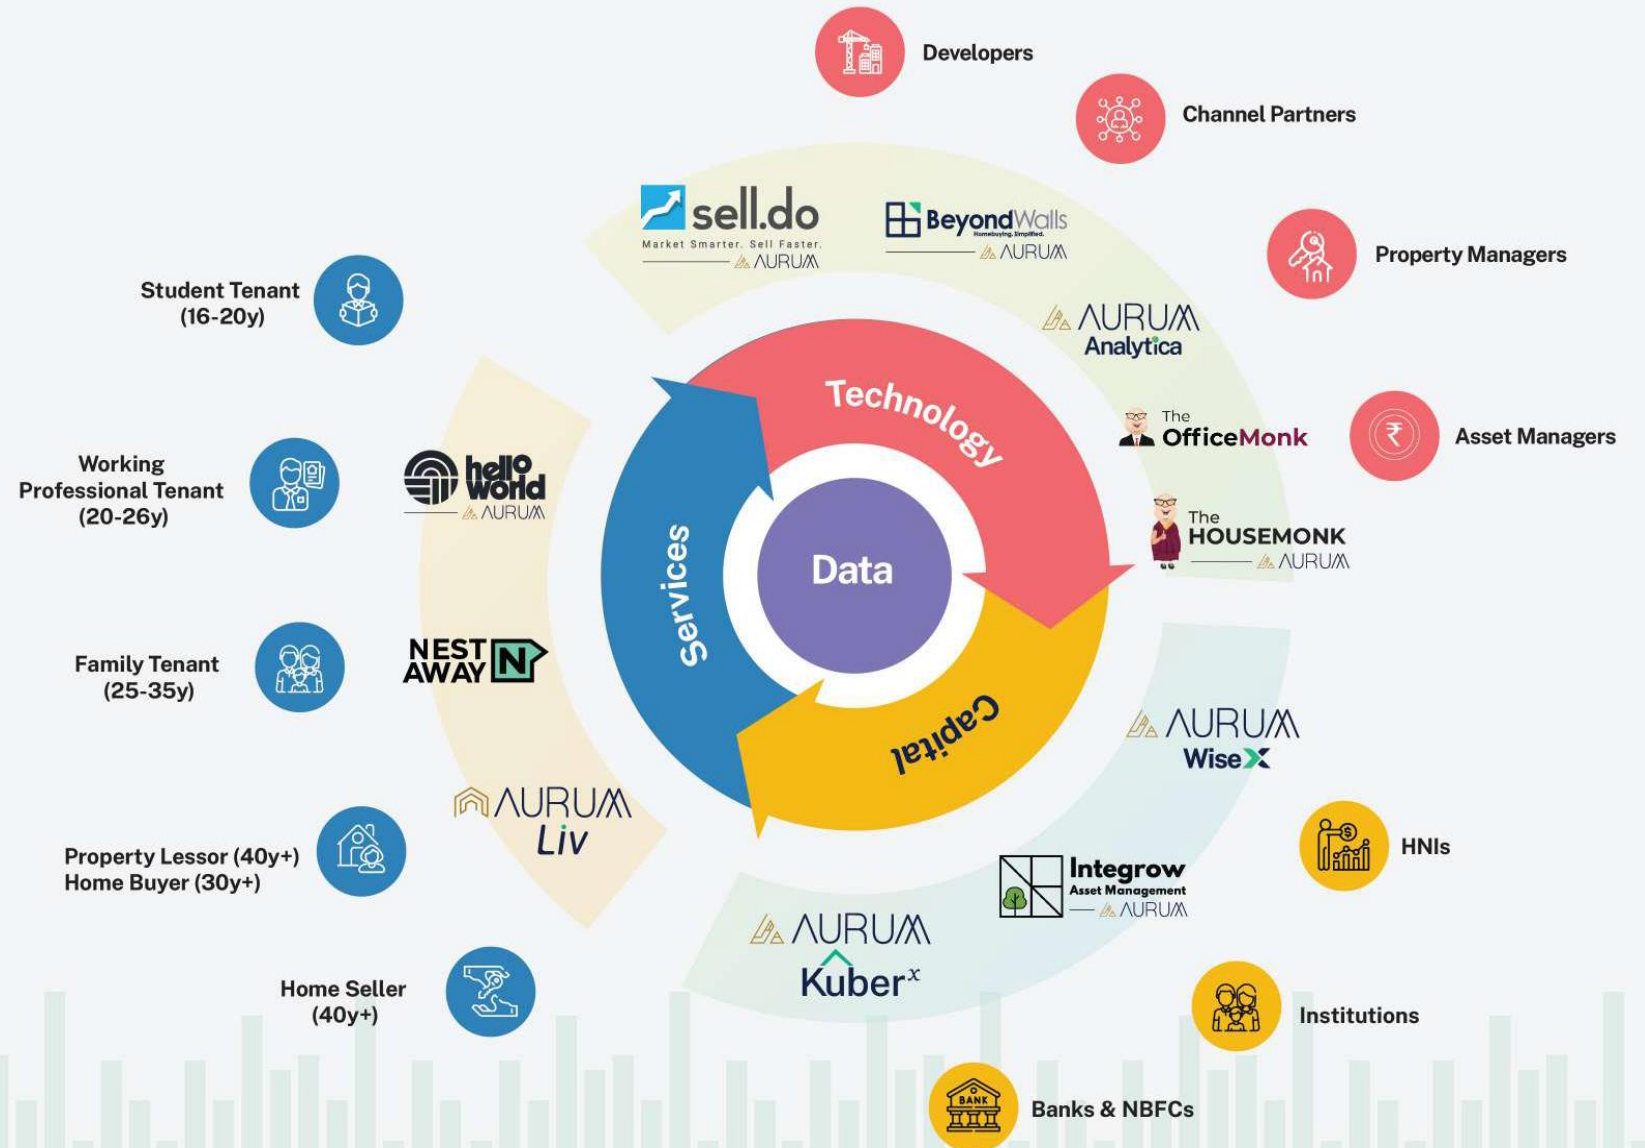 Developers
Channel Partners
Property Managers
Asset Managers
sell.do
Market Smarter. Sell Faster.
AURUM
BeyondWalls
Homebuying. Simplified.
AURUM
AURUM
Analytica
The
OfficeMonk
The
HOUSEMONK
AURUM
Student Tenant
(16-20y)
Working
Professional Tenant
(20-26y)
Family Tenant
(25-35y)
Property Lessor (40y+)
Home Buyer (30y+)
Home Seller
(40y+)
hello
world
AURUM
NEST
AWAY N
AURUM
Liv
Technology
Services
Data
Capital
AURUM
WiseX
Integrow
Asset Management
AURUM
AURUM
Kuberx
HNIs
Institutions
BANK
Banks & NBFCs